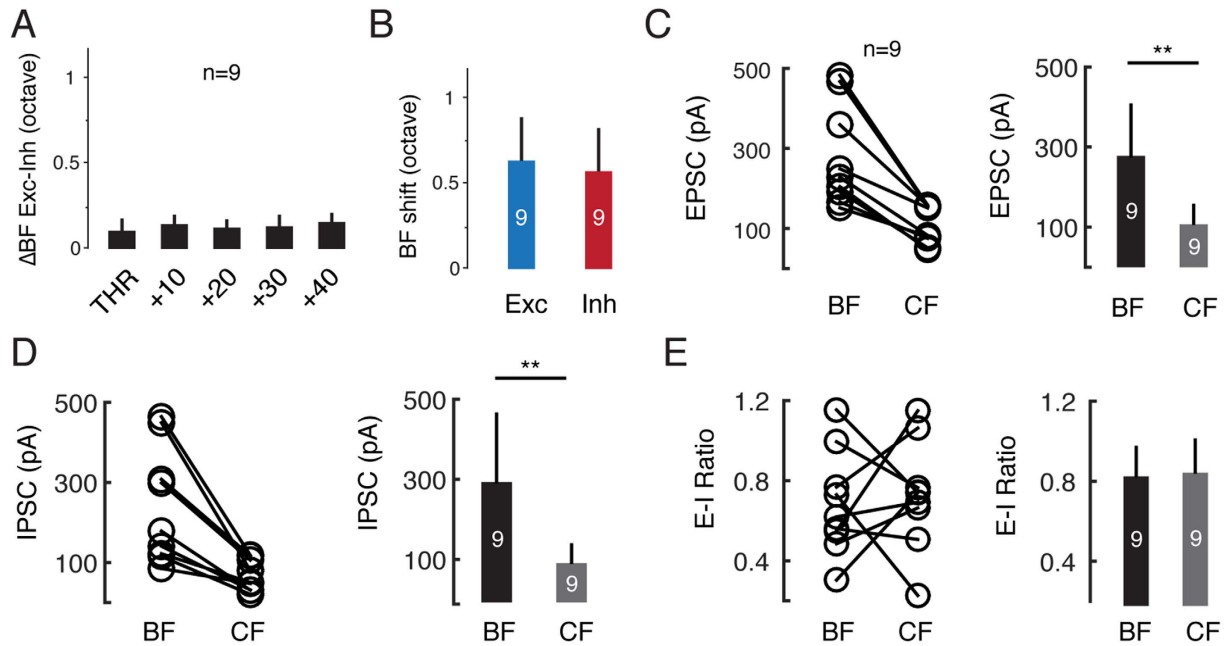 A
ΔBF Exc-Inh (octave)
1
0.5
0
n=9
THR
+10
+20
+30
+40
B
BF shift (octave)
1
0.5
0
9
9
Exc
Inh
C
n=9
EPSC (pA)
500
300
100
BF
CF
**
EPSC (pA)
500
300
100
9
9
BF
CF
D
IPSC (pA)
500
300
100
BF
CF
**
IPSC (pA)
500
300
100
9
9
BF
CF
E
E-I Ratio
1.2
0.8
0.4
BF
CF
E-I Ratio
1.2
0.8
0.4
9
9
BF
CF